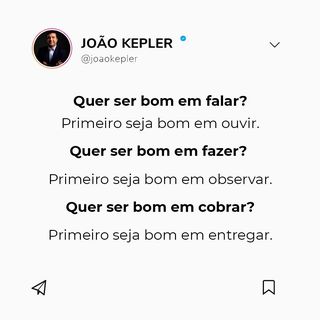 JOÃO KEPLER
@joaokepler
Quer ser bom em falar?
Primeiro seja bom em ouvir.
Quer ser bom em fazer?
Primeiro seja bom em observar.
Quer ser bom em cobrar?
Primeiro seja bom em entregar.